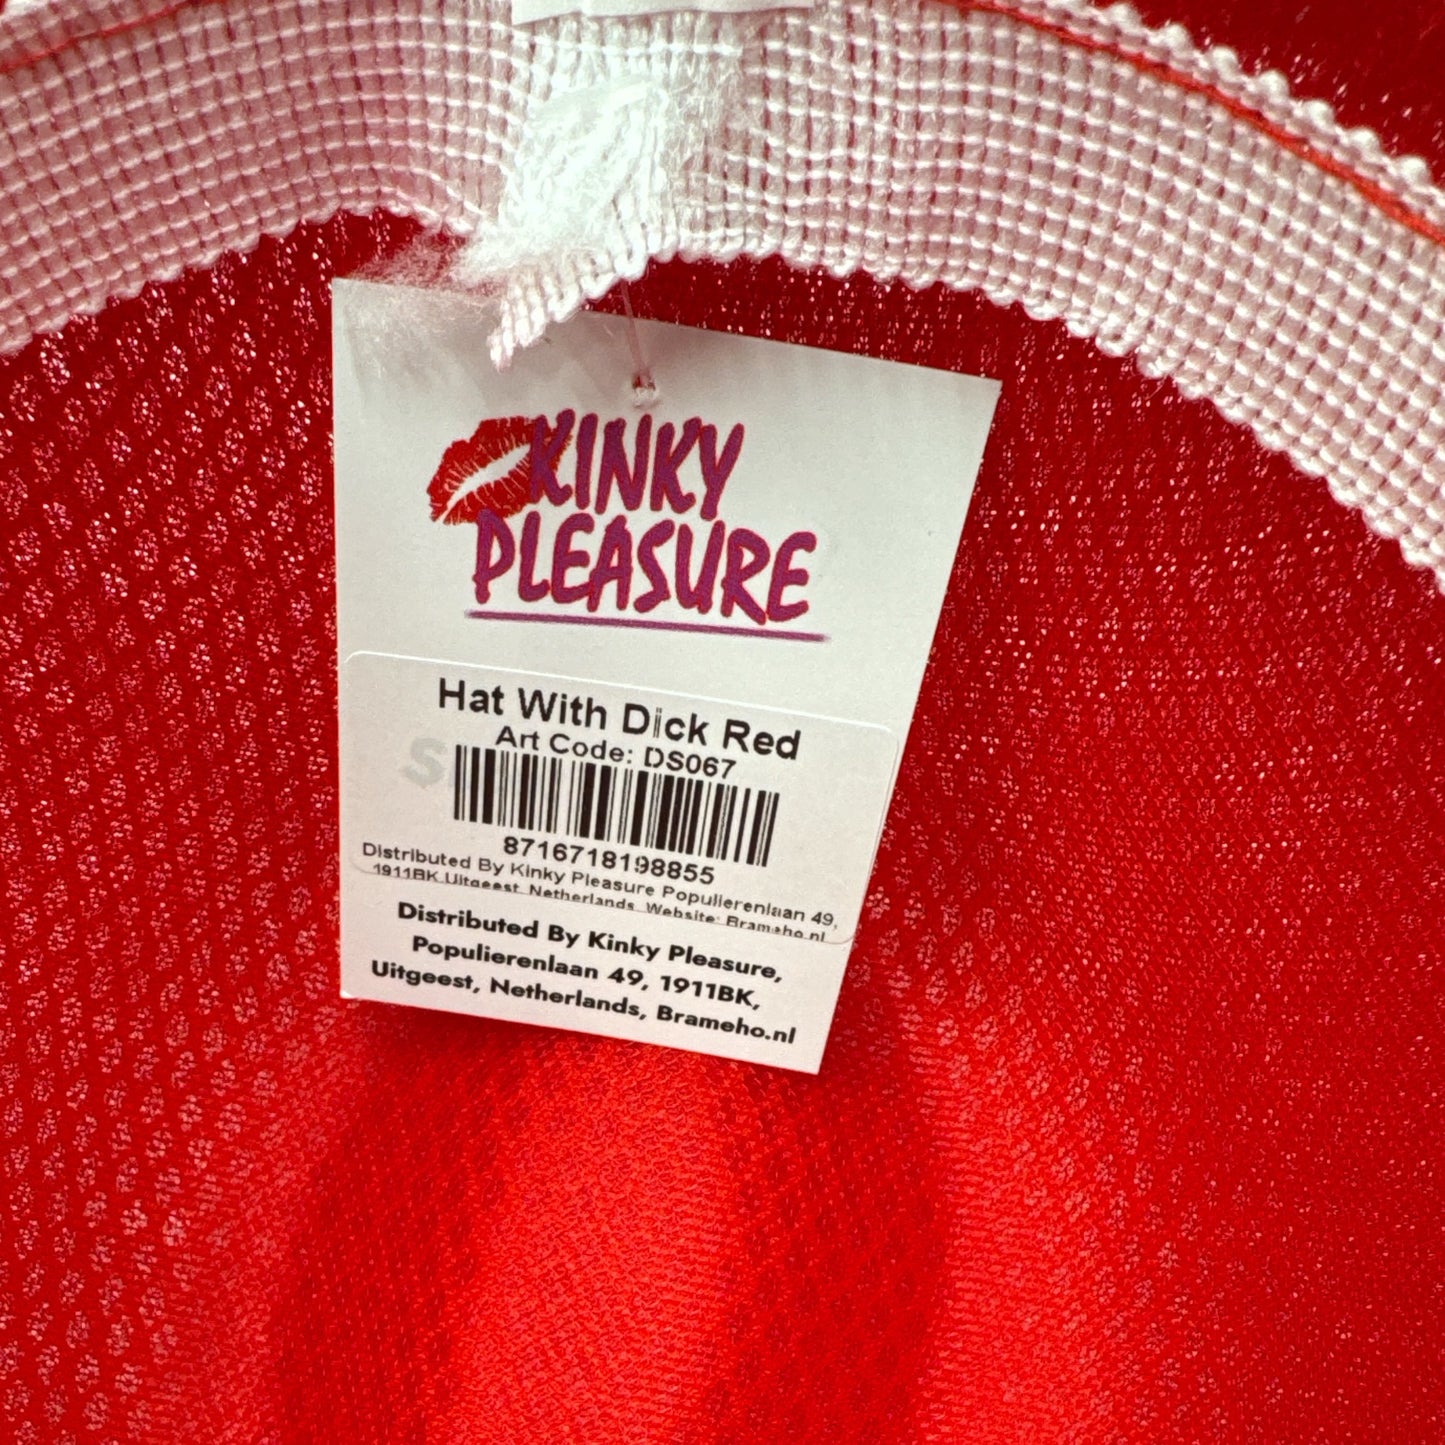 KINKY
PLEASURE
Hat With Dick Red
Art Code: DS067
S
8716718198855
Distributed By Kinky Pleasure Populierenlaan 49,
1911BK Uitgeest, Netherlands, Website: Brameho.nl
Distributed By Kinky Pleasure,
Populierenlaan 49, 1911BK,
Uitgeest, Netherlands, Brameho.nl